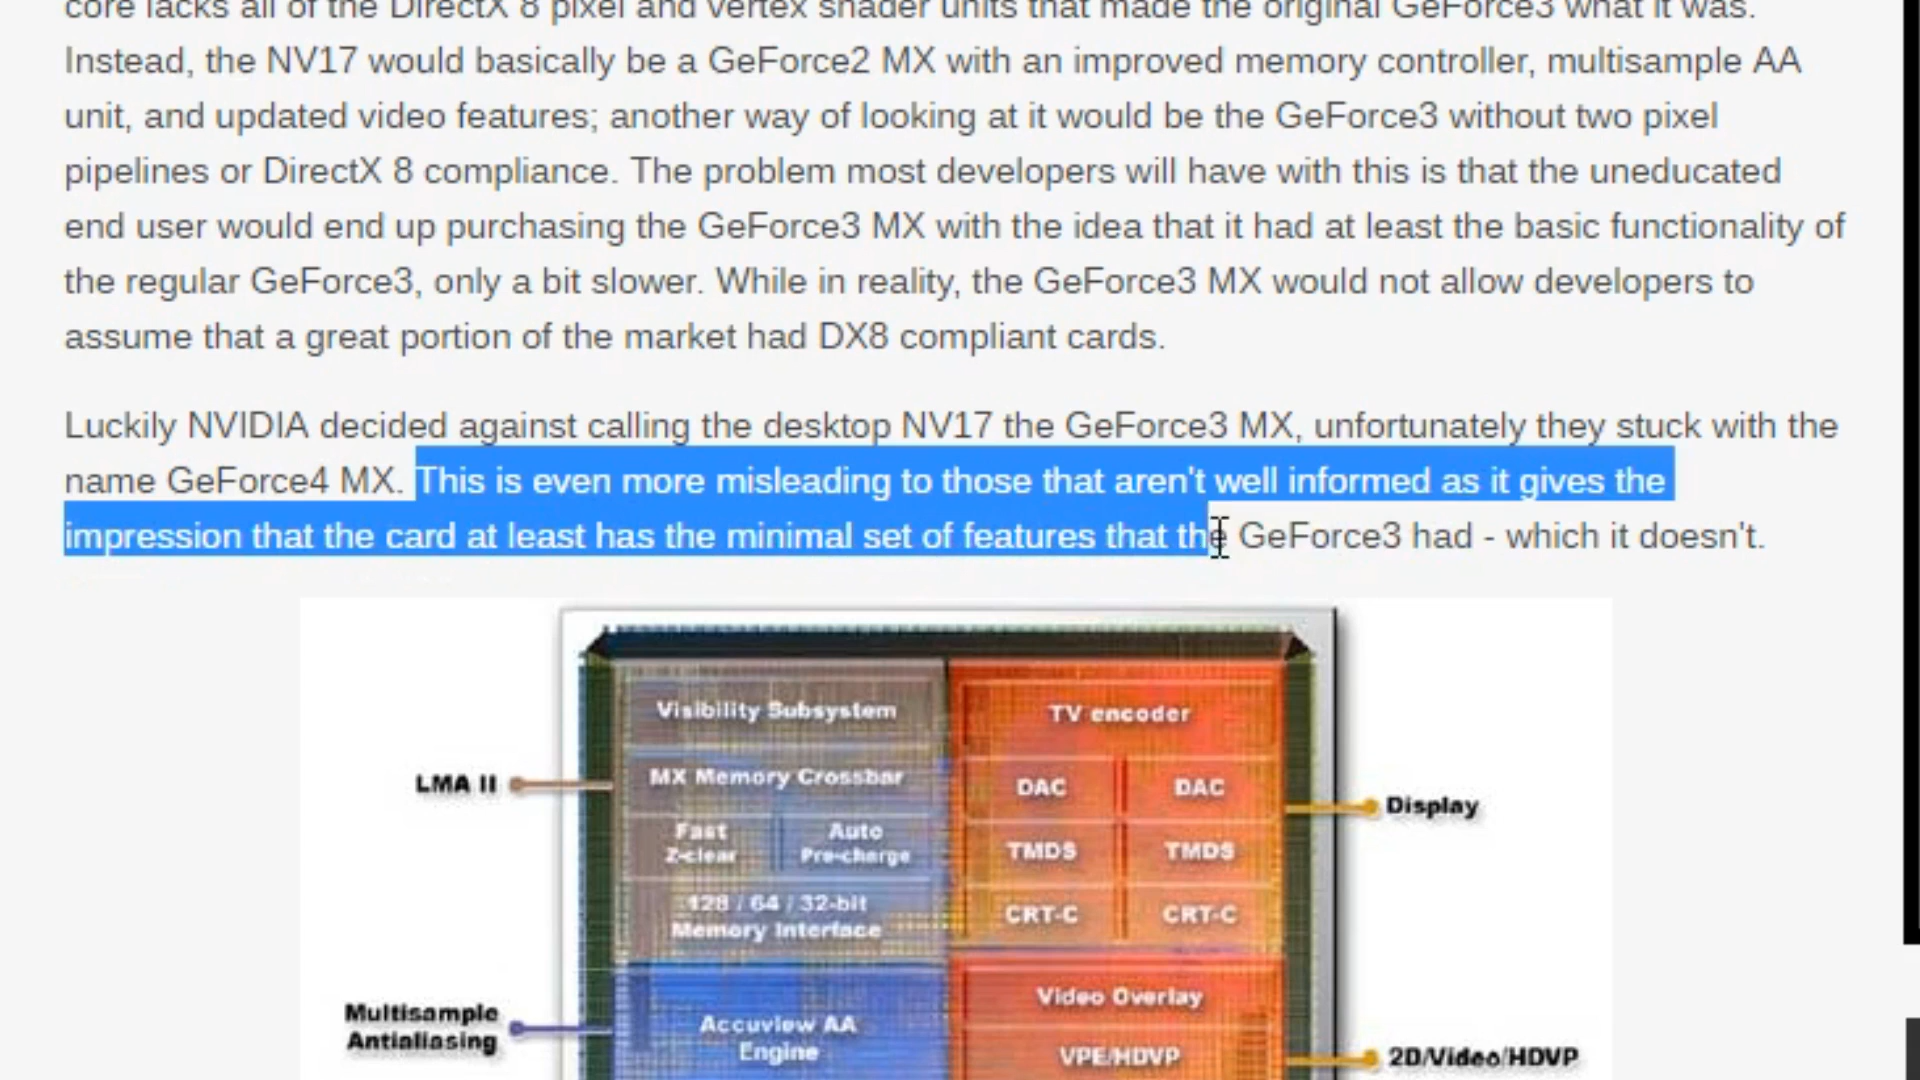 core lacks all of the DirectX 8 pixel and vertex shader units that made the original GeForce3 what it was.
Instead, the NV17 would basically be a GeForce2 MX with an improved memory controller, multisample AA
unit, and updated video features; another way of looking at it would be the GeForce3 without two pixel
pipelines or DirectX 8 compliance. The problem most developers will have with this is that the uneducated
end user would end up purchasing the GeForce3 MX with the idea that it had at least the basic functionality of
the regular GeForce3, only a bit slower. While in reality, the GeForce3 MX would not allow developers to
assume that a great portion of the market had DX8 compliant cards.
Luckily NVIDIA decided against calling the desktop NV17 the GeForce3 MX, unfortunately they stuck with the
name GeForce4 MX. This is even more misleading to those that aren't well informed as it gives the
impression that the card at least has the minimal set of features that the GeForce3 had - which it doesn't.
Visibility Subsystem
TV encoder
LMA II
MX Memory Crossbar
DAC
DAC
Display
Fast
Z-clear
Auto
Pre-charge
TMDS
TMDS
128 / 64 / 32-bit
Memory Interface
CRT-C
CRT-C
Multisample
Antialiasing
Accuview AA
Engine
Video Overlay
VPE/HDVP
2D/Video/HDVP